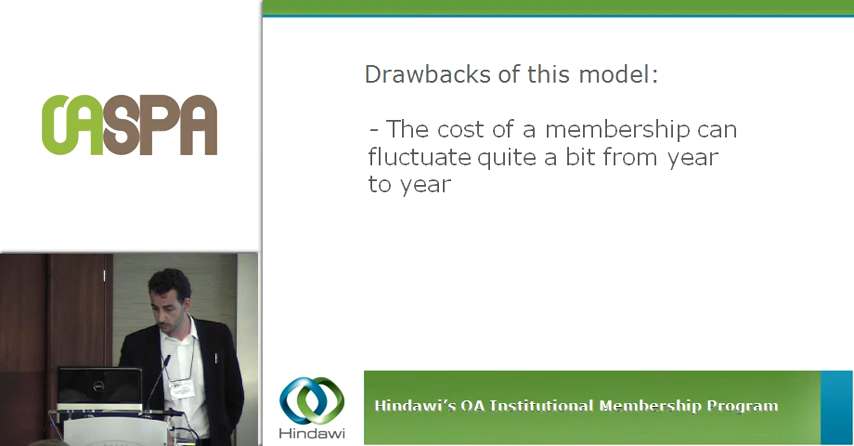 OASPA
Drawbacks of this model:
- The cost of a membership can
fluctuate quite a bit from year
to year
Hindawi
Hindawi's OA Institutional Membership Program